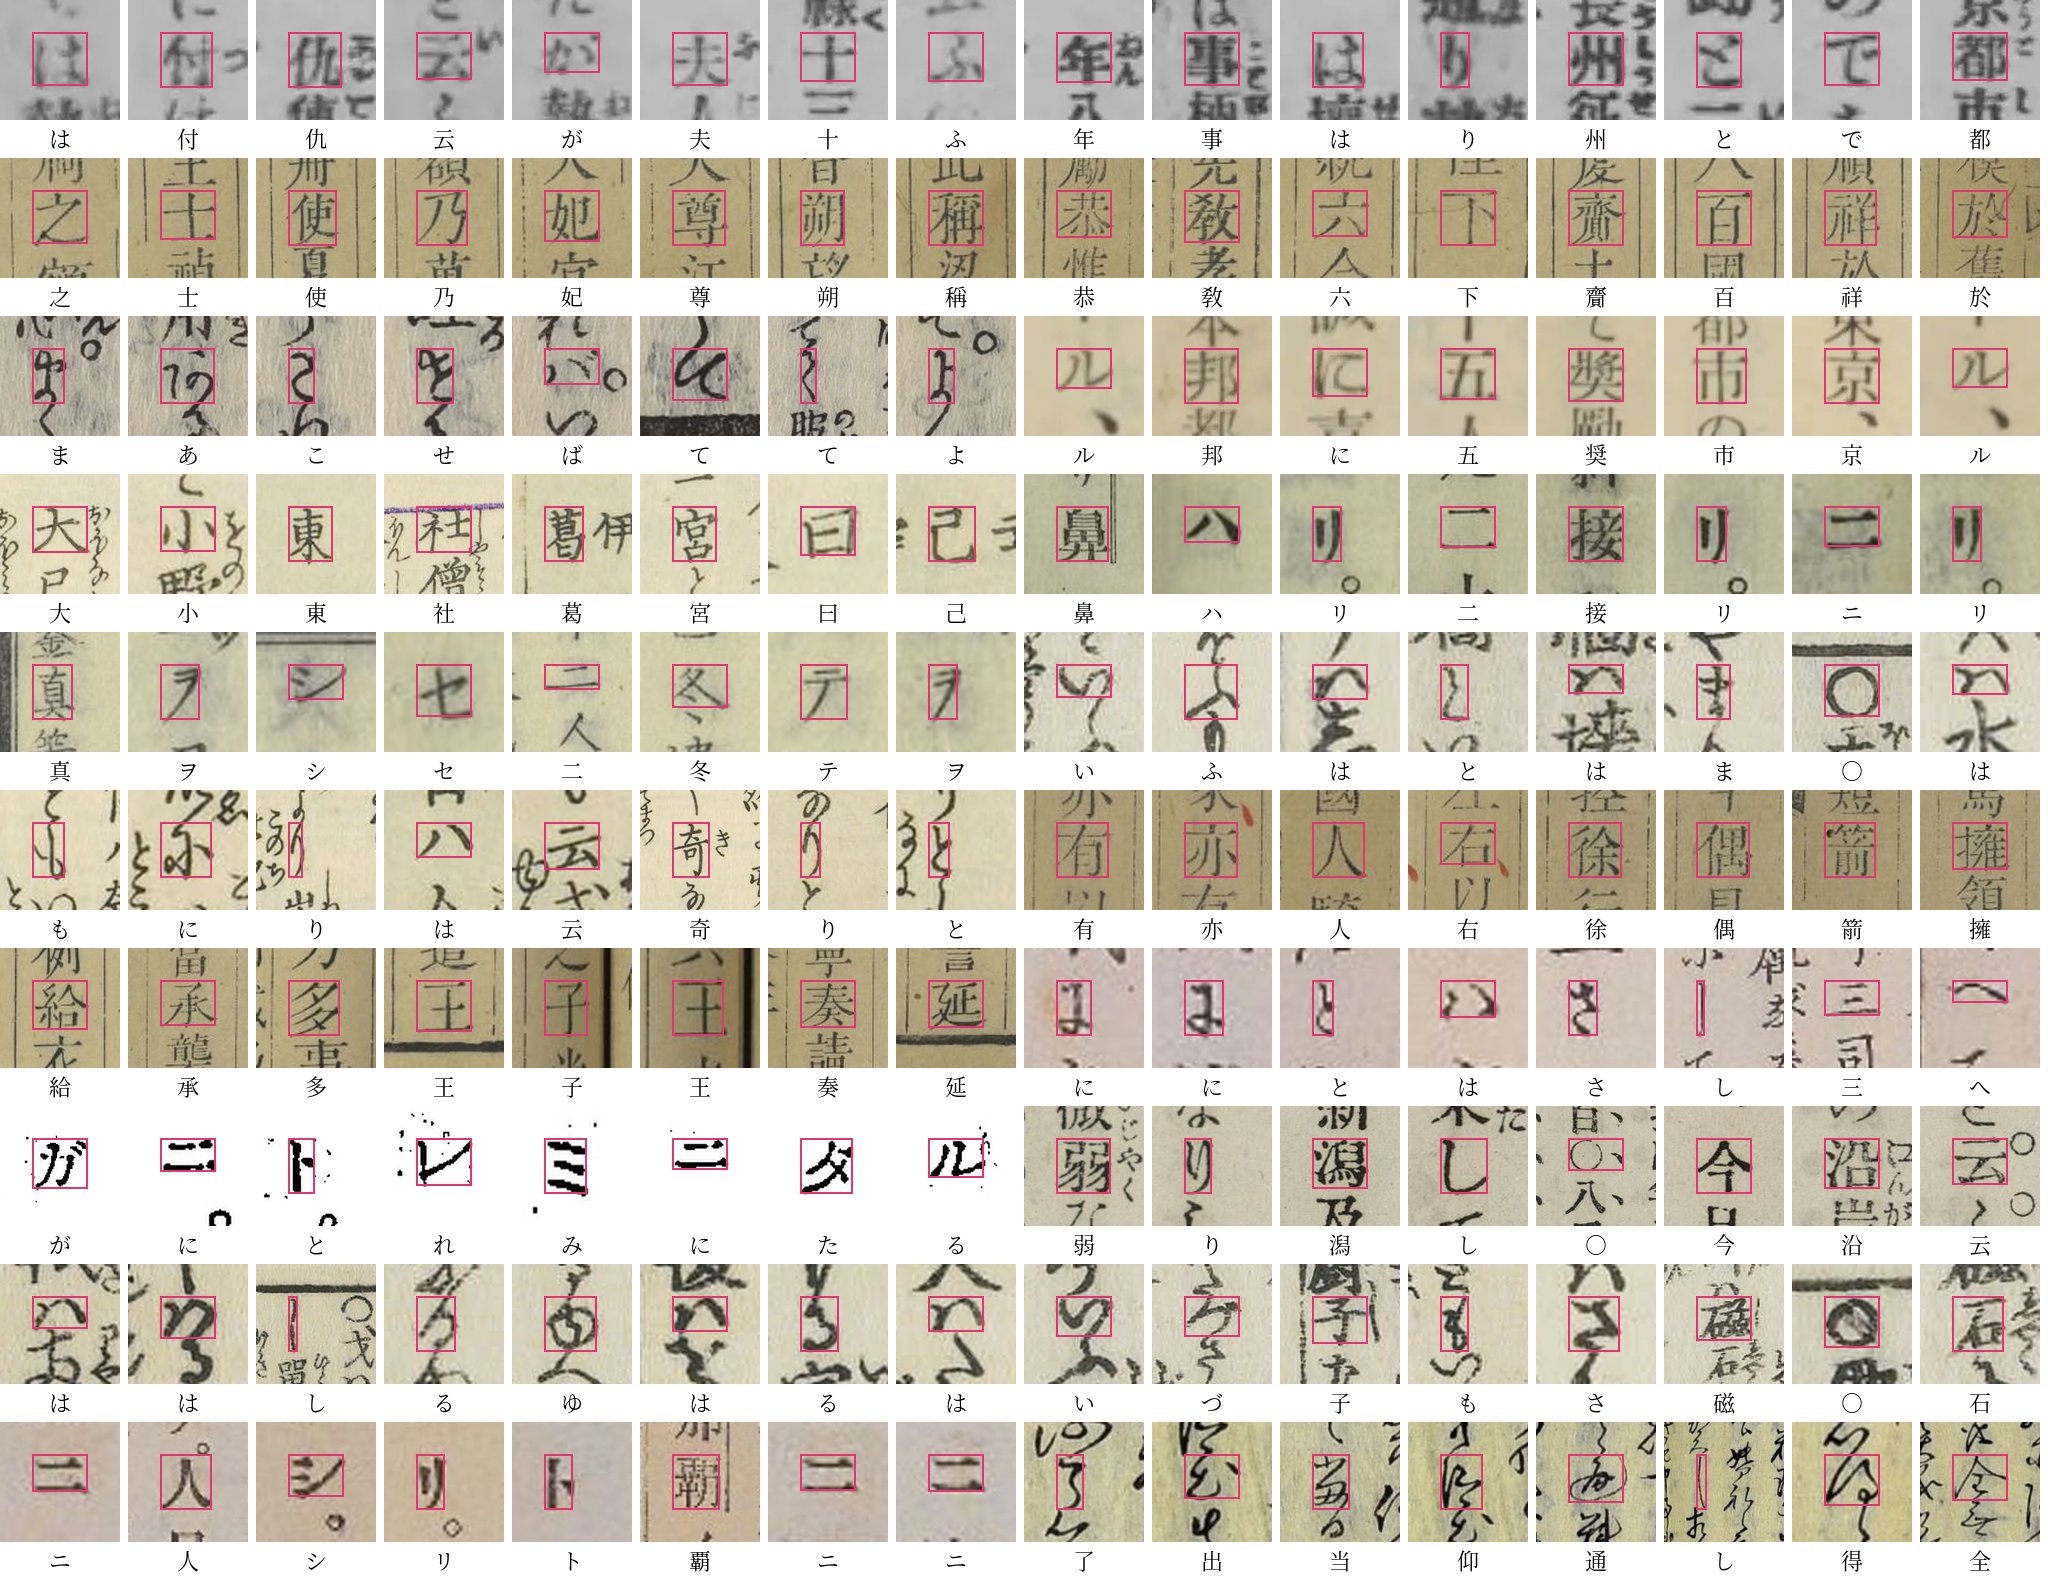 は 付 仇 云 が 夫 十 ふ 年 事 は り 州 と で 都
之 士 使 乃 妃 尊 朔 稱 恭 敎 六 下 齎 百 祥 於
ま あ こ せ ば て て よ ル 邦 に 五 奨 市 京 ル
大 小 東 社 葛 宮 曰 己 鼻 ハ リ 二 接 リ ニ リ
真 ヲ シ セ 二 冬 テ ヲ い ふ は と は ま 〇 は
も に り は 云 奇 り と 有 亦 人 右 徐 偶 箭 擁
給 承 多 王 子 王 奏 延 に に と は さ し 三 へ
が に と れ み に た る 弱 り 潟 し 〇 今 沿 云
は は し る ゆ は る は い づ 子 も さ 磁 〇 石
ニ 人 シ リ ト 覇 ニ ニ 了 出 当 仰 通 し 得 全